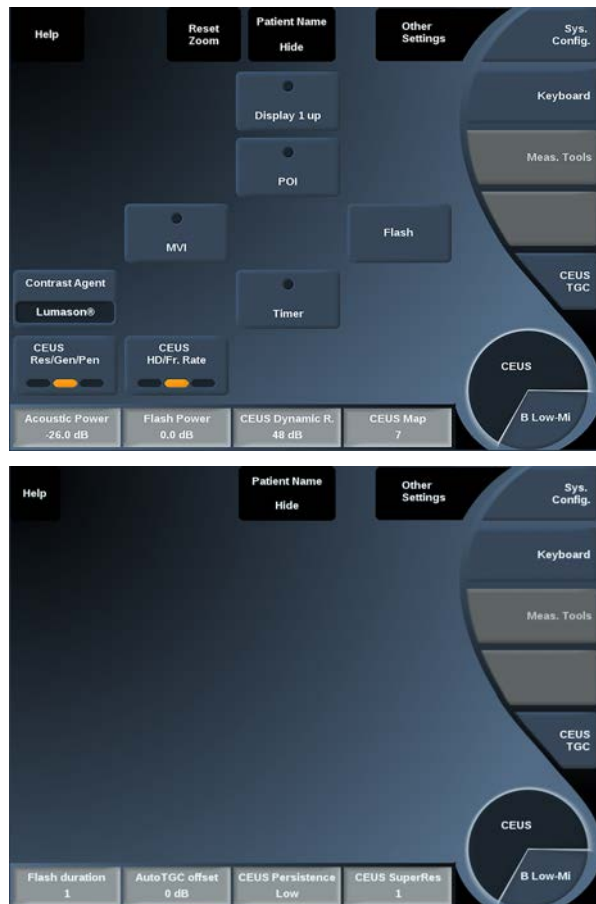 Help
Reset
Zoom
Patient Name
Hide
Other
Settings
Sys.
Config.
Display 1 up
Keyboard
POI
Meas. Tools
MVI
Flash
Contrast Agent
Lumason®
Timer
CEUS
TGC
CEUS
Res/Gen/Pen
CEUS
HD/Fr. Rate
CEUS
B Low-Mi
Acoustic Power
-26.0 dB
Flash Power
0.0 dB
CEUS Dynamic R.
48 dB
CEUS Map
7
Help
Patient Name
Hide
Other
Settings
Sys.
Config.
Keyboard
Meas. Tools
CEUS
TGC
CEUS
B Low-Mi
Flash duration
1
AutoTGC offset
0 dB
CEUS Persistence
Low
CEUS SuperRes
1